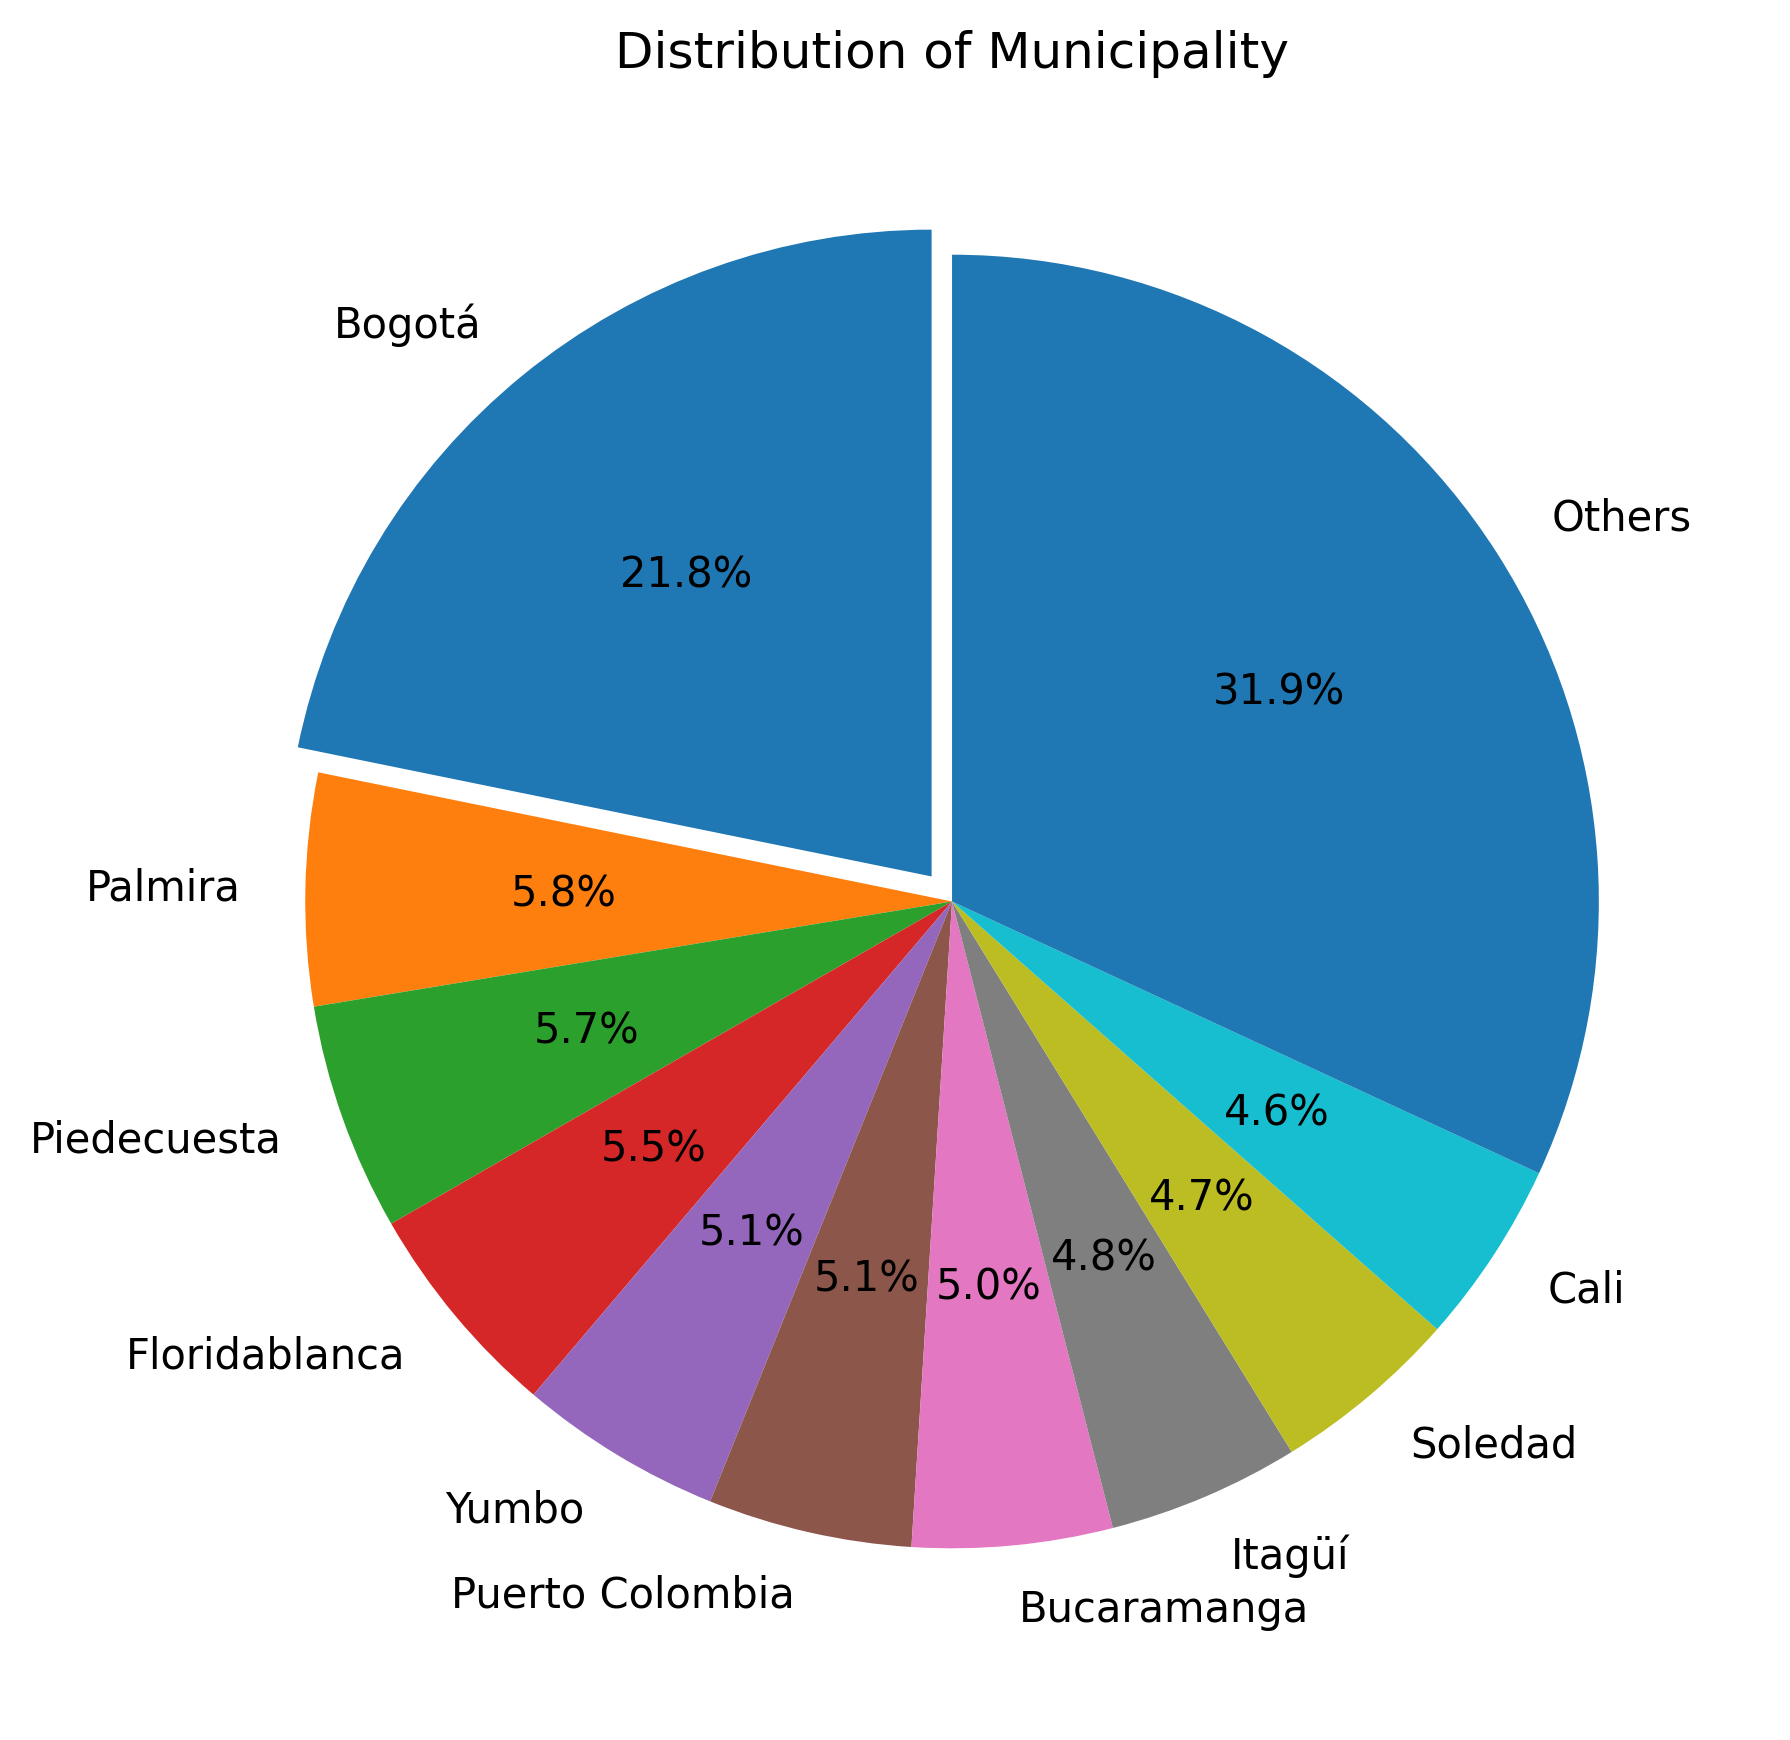 Distribution of Municipality
Bogotá
21.8%
Others
31.9%
Palmira
5.8%
Piedecuesta
5.7%
Floridablanca
5.5%
Yumbo
5.1%
Puerto Colombia
5.1%
Bucaramanga
5.0%
Itagüí
4.8%
Soledad
4.7%
Cali
4.6%